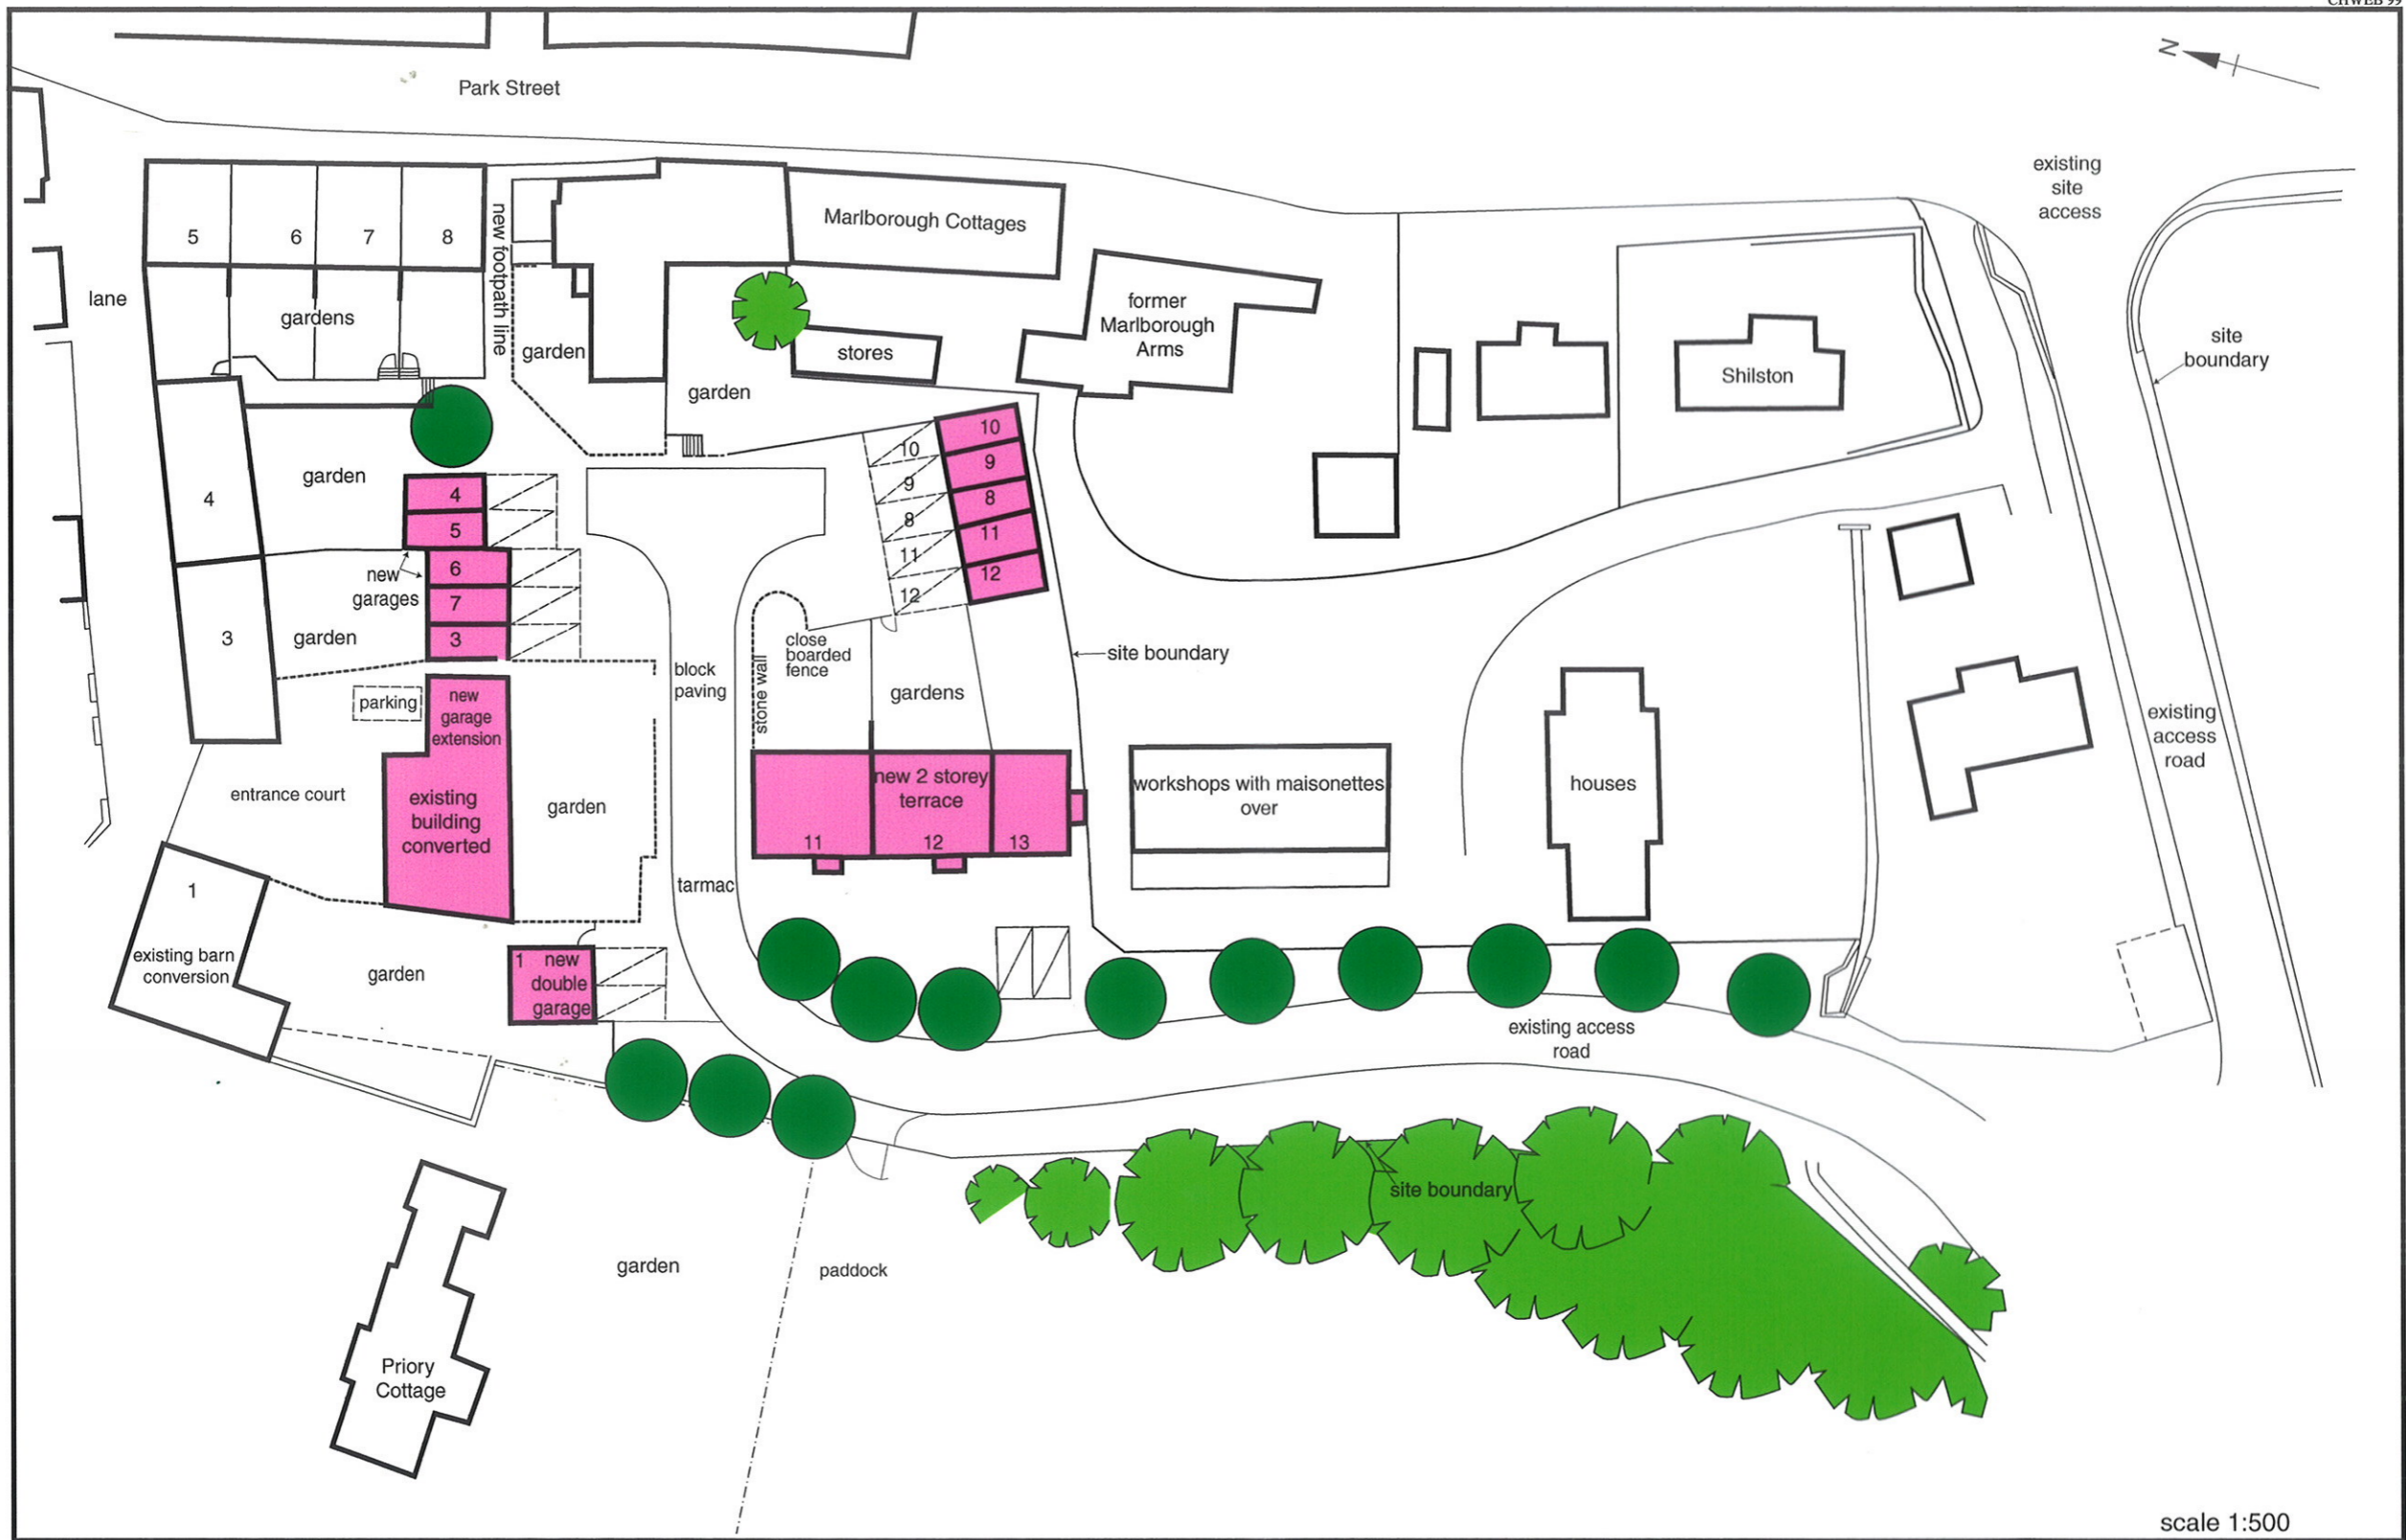 CHWEB 99
Park Street
N
existing
site
access
5
6
7
8
new footpath line
Marlborough Cottages
lane
gardens
garden
stores
former
Marlborough
Arms
Shilston
site
boundary
garden
10
9
8
11
12
10
9
8
11
12
4
garden
4
5
new
garages
6
7
3
3
garden
close
boarded
fence
stone wall
gardens
site boundary
block
paving
parking
new
garage
extension
existing
access
road
entrance court
existing
building
converted
garden
new 2 storey
terrace
11
12
13
workshops with maisonettes
over
houses
tarmac
1
existing barn
conversion
garden
1 new
double
garage
existing access
road
site boundary
garden
paddock
Priory
Cottage
scale 1:500